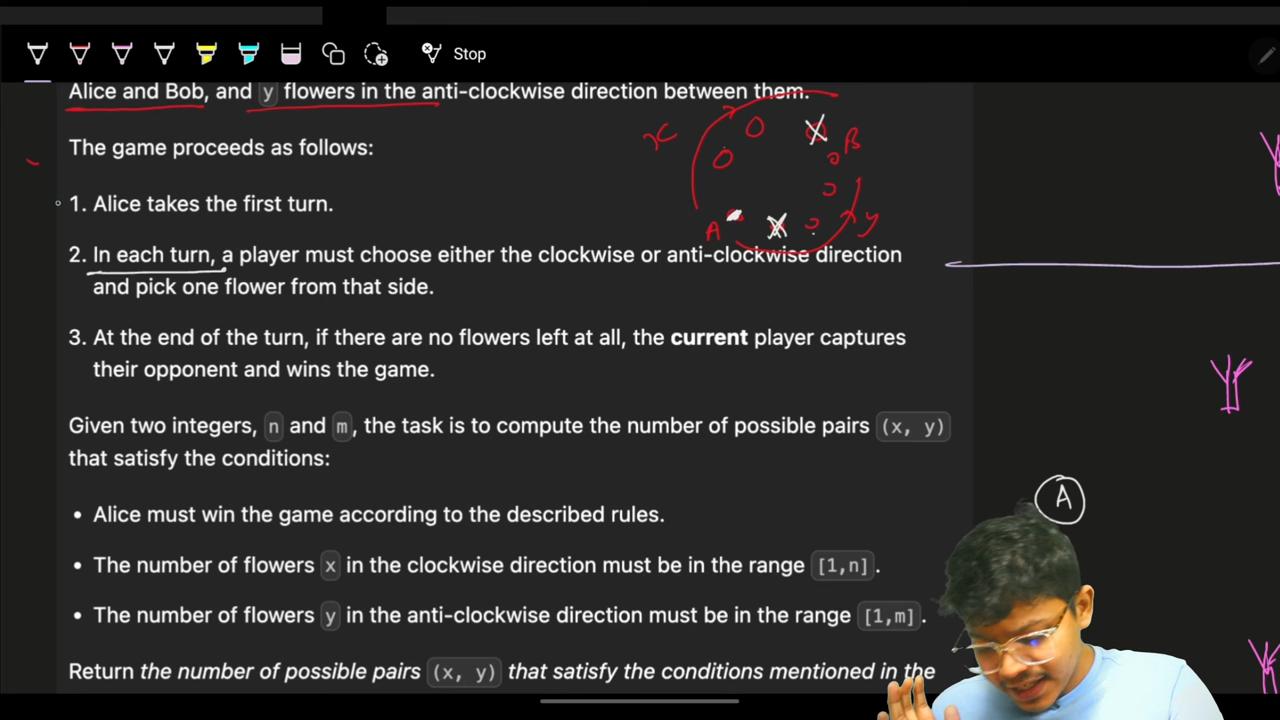 Stop
Alice and Bob, and y flowers in the anti-clockwise direction between them.
The game proceeds as follows:
x
B
1. Alice takes the first turn.
A
y
2. In each turn, a player must choose either the clockwise or anti-clockwise direction
and pick one flower from that side.
3. At the end of the turn, if there are no flowers left at all, the current player captures
their opponent and wins the game.
Given two integers, n and m, the task is to compute the number of possible pairs (x, y)
that satisfy the conditions:
A
• Alice must win the game according to the described rules.
• The number of flowers x in the clockwise direction must be in the range [1,n].
• The number of flowers y in the anti-clockwise direction must be in the range [1,m].
Return the number of possible pairs (x, y) that satisfy the conditions mentioned in the